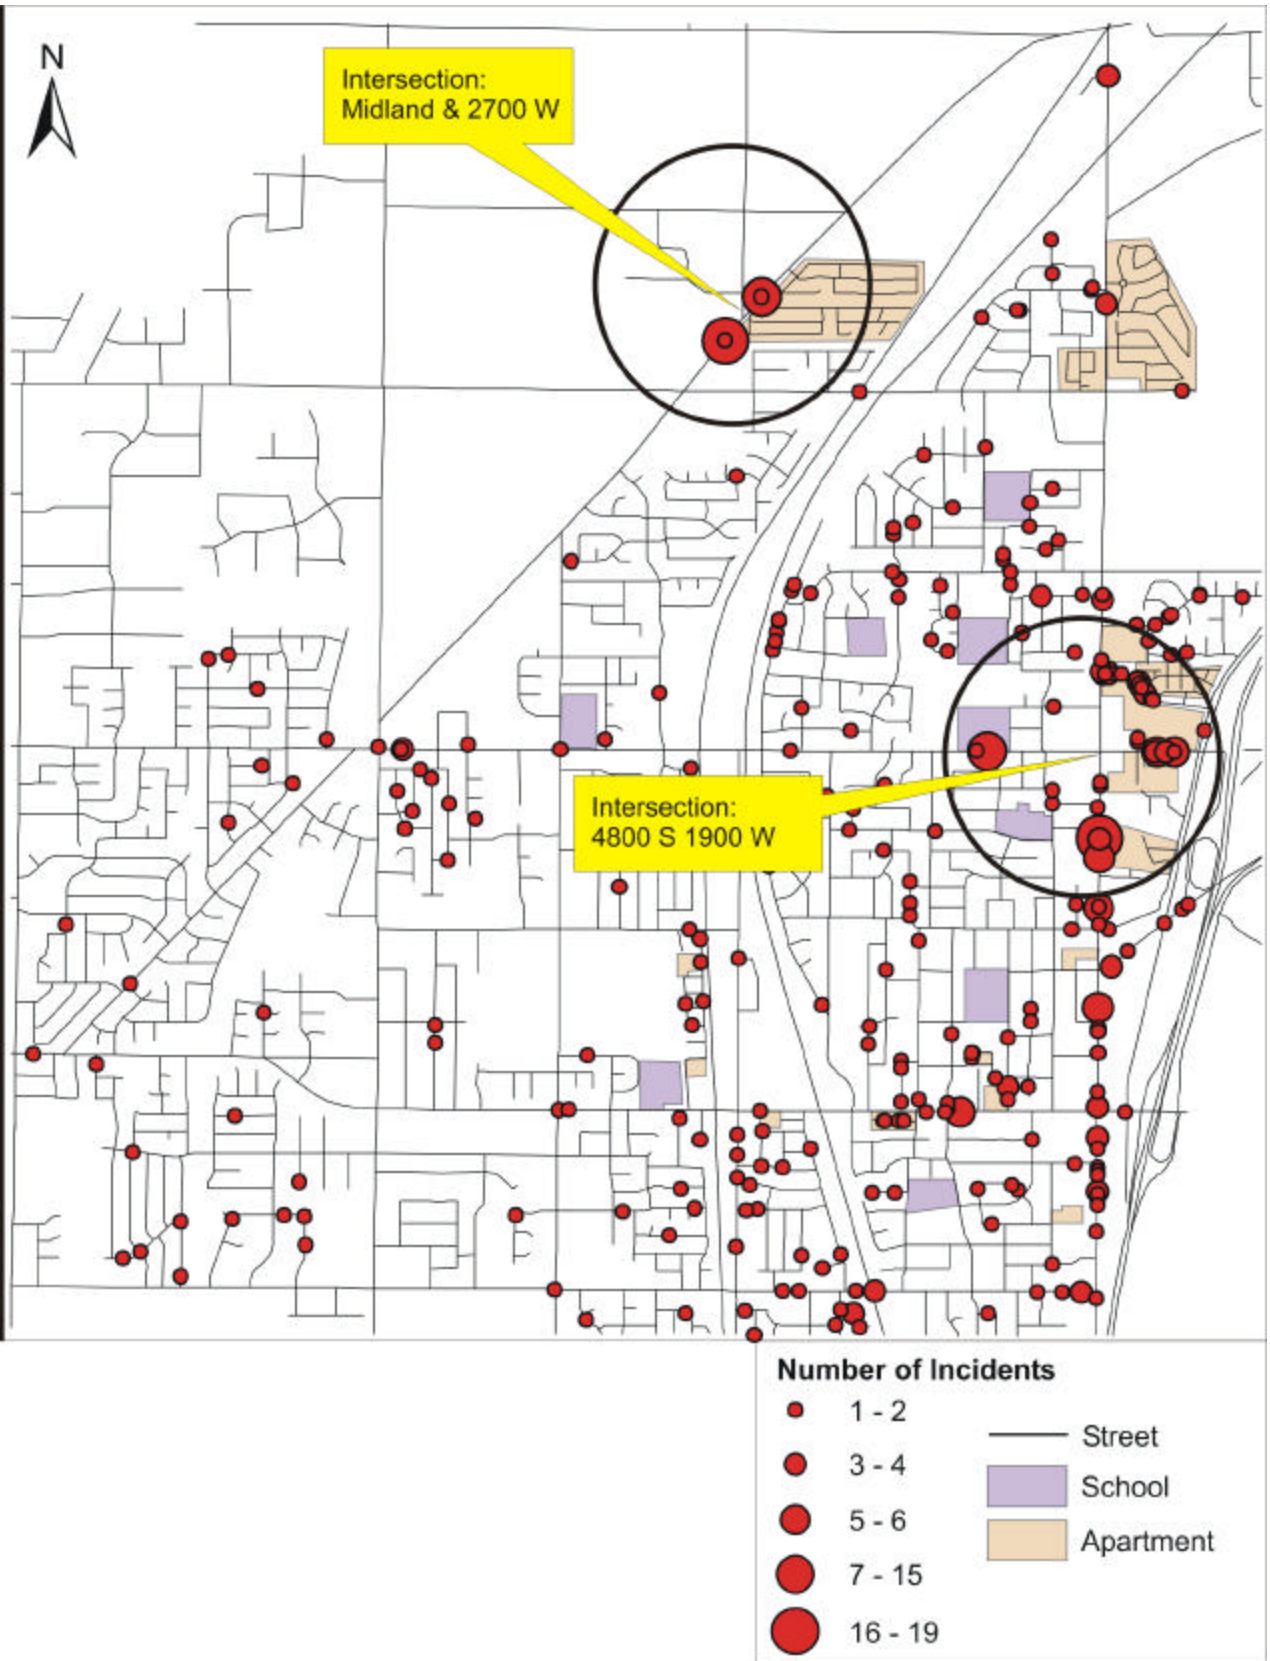 N
Intersection:
Midland & 2700 W
Intersection:
4800 S 1900 W
Number of Incidents
1 - 2
3 - 4
5 - 6
7 - 15
16 - 19
Street
School
Apartment